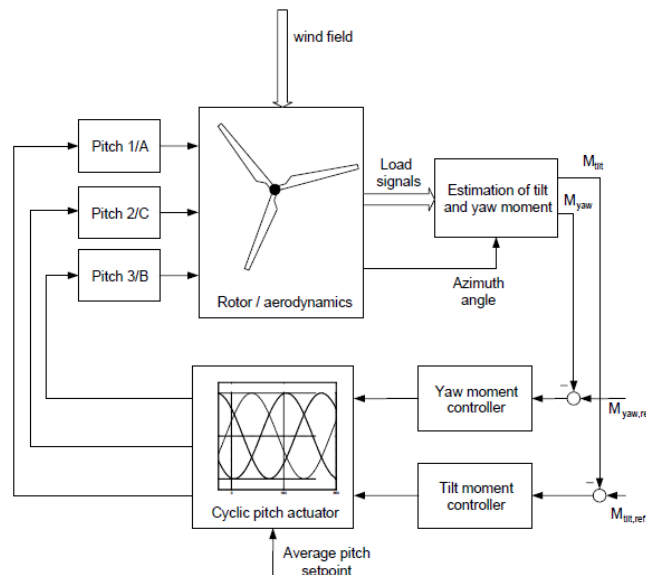 wind field
Pitch 1/A
Pitch 2/C
Pitch 3/B
Rotor / aerodynamics
Load
signals
Estimation of tilt
and yaw moment
Mtilt
Myaw
Azimuth
angle
Yaw moment
controller
−
Myaw,re
Tilt moment
controller
−
Mtilt,ref
Cyclic pitch actuator
Average pitch
setpoint